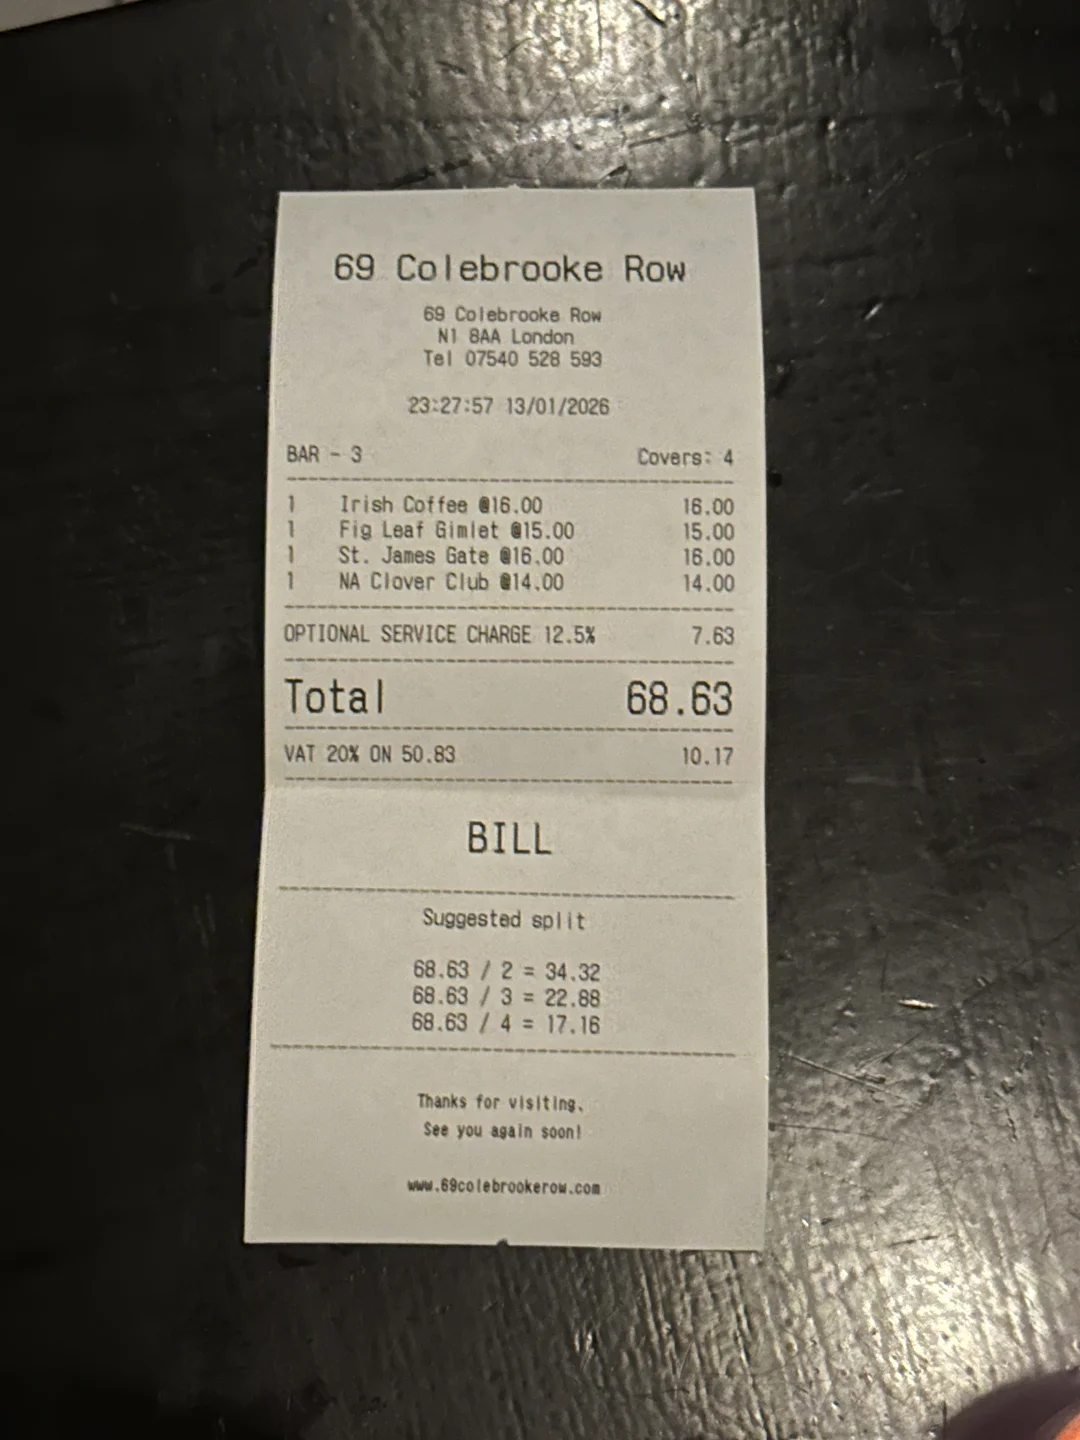 69 Colebrooke Row
69 Colebrooke Row
N1 8AA London
Tel 07540 528 593
23:27:57 13/01/2026
BAR - 3 Covers: 4
1 Irish Coffee @16.00 16.00
1 Fig Leaf Gimlet @15.00 15.00
1 St. James Gate @16.00 16.00
1 NA Clover Club @14.00 14.00
OPTIONAL SERVICE CHARGE 12.5% 7.63
Total 68.63
VAT 20% ON 50.83 10.17
BILL
Suggested split
68.63 / 2 = 34.32
68.63 / 3 = 22.88
68.63 / 4 = 17.16
Thanks for visiting,
See you again soon!
www.69colebrookerow.com